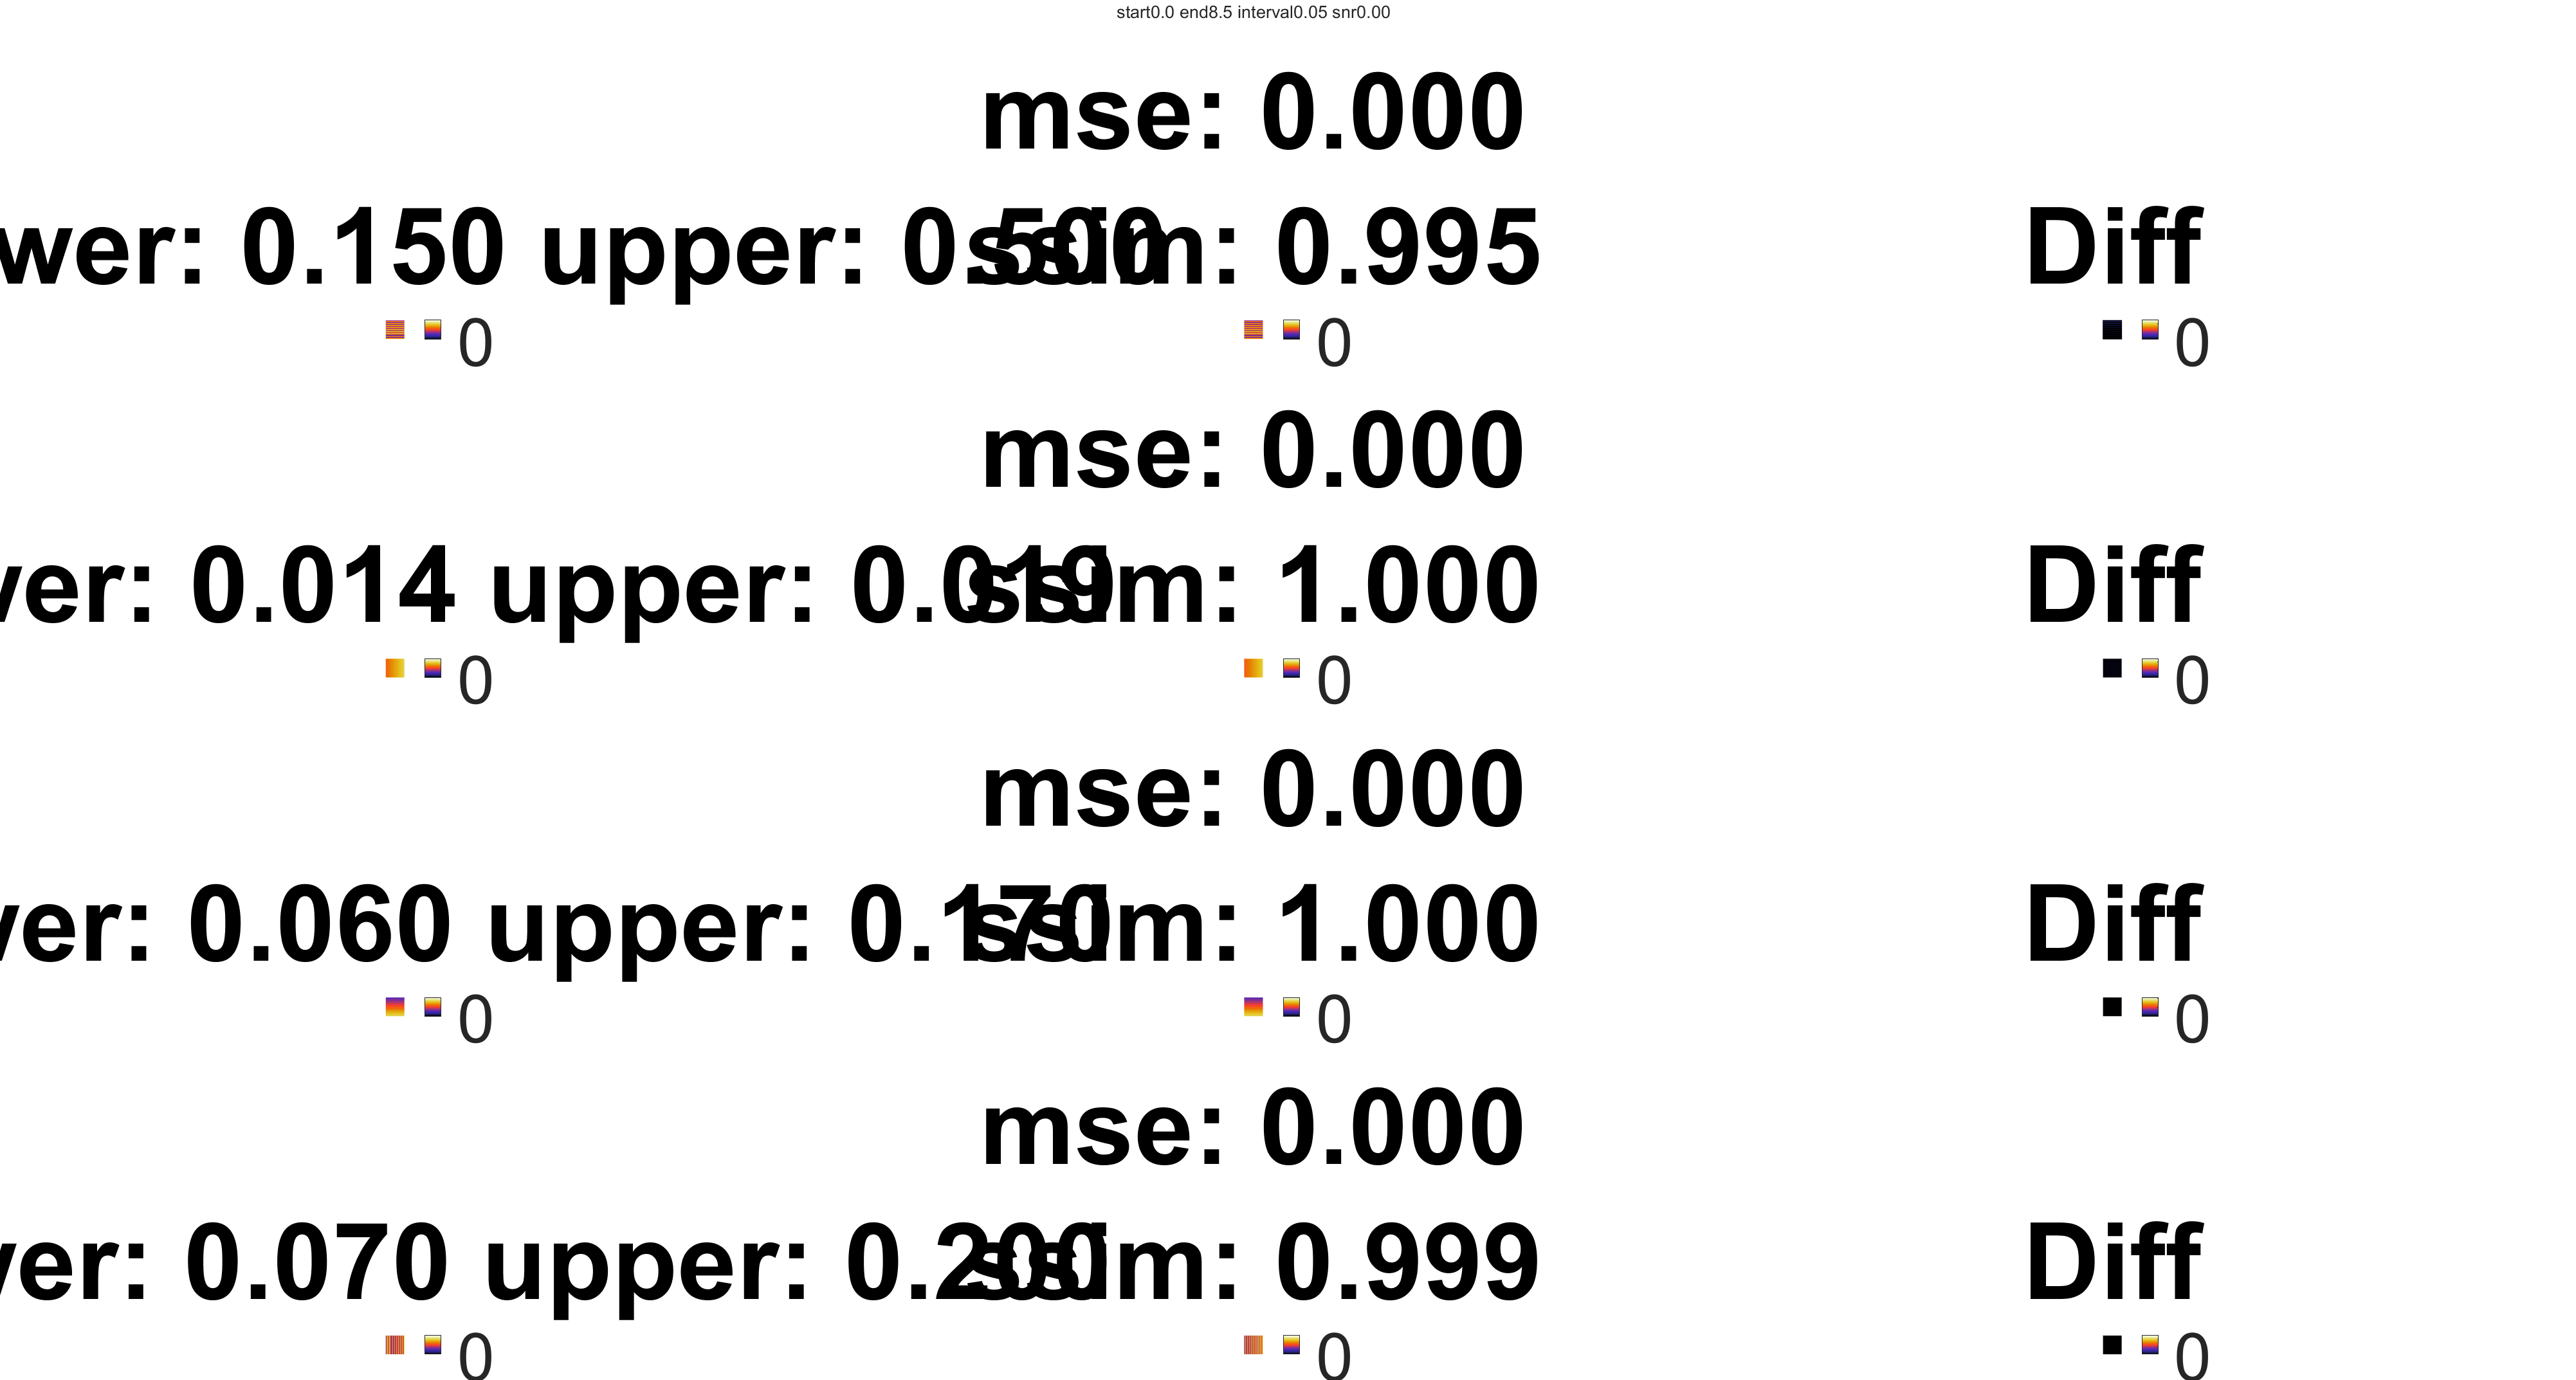 start0.0 end8.5 interval0.05 snr0.00
mse: 0.000
wer: 0.150 upper: 0.500 ssim: 0.995 Diff
0 0 0
mse: 0.000
ver: 0.014 upper: 0.019 ssim: 1.000 Diff
0 0 0
mse: 0.000
ver: 0.060 upper: 0.170 ssim: 1.000 Diff
0 0 0
mse: 0.000
ver: 0.070 upper: 0.200 ssim: 0.999 Diff
0 0 0